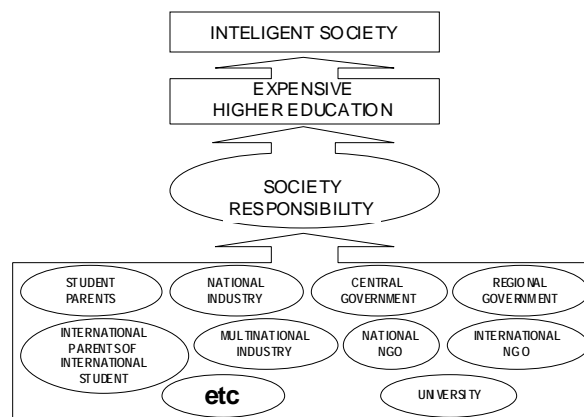 INTELIGENT SOCIETY
EXPENSIVE
HIGHER EDUCATION
SOCIETY
RESPONSIBILITY
STUDENT
PARENTS
NATIONAL
INDUSTRY
CENTRAL
GOVERNMENT
REGIONAL
GOVERNMENT
INTERNATIONAL
PARENTS OF
INTERNATIONAL
STUDENT
MULTINATIONAL
INDUSTRY
NATIONAL
NGO
INTERNATIONAL
NGO
etc
UNIVERSITY